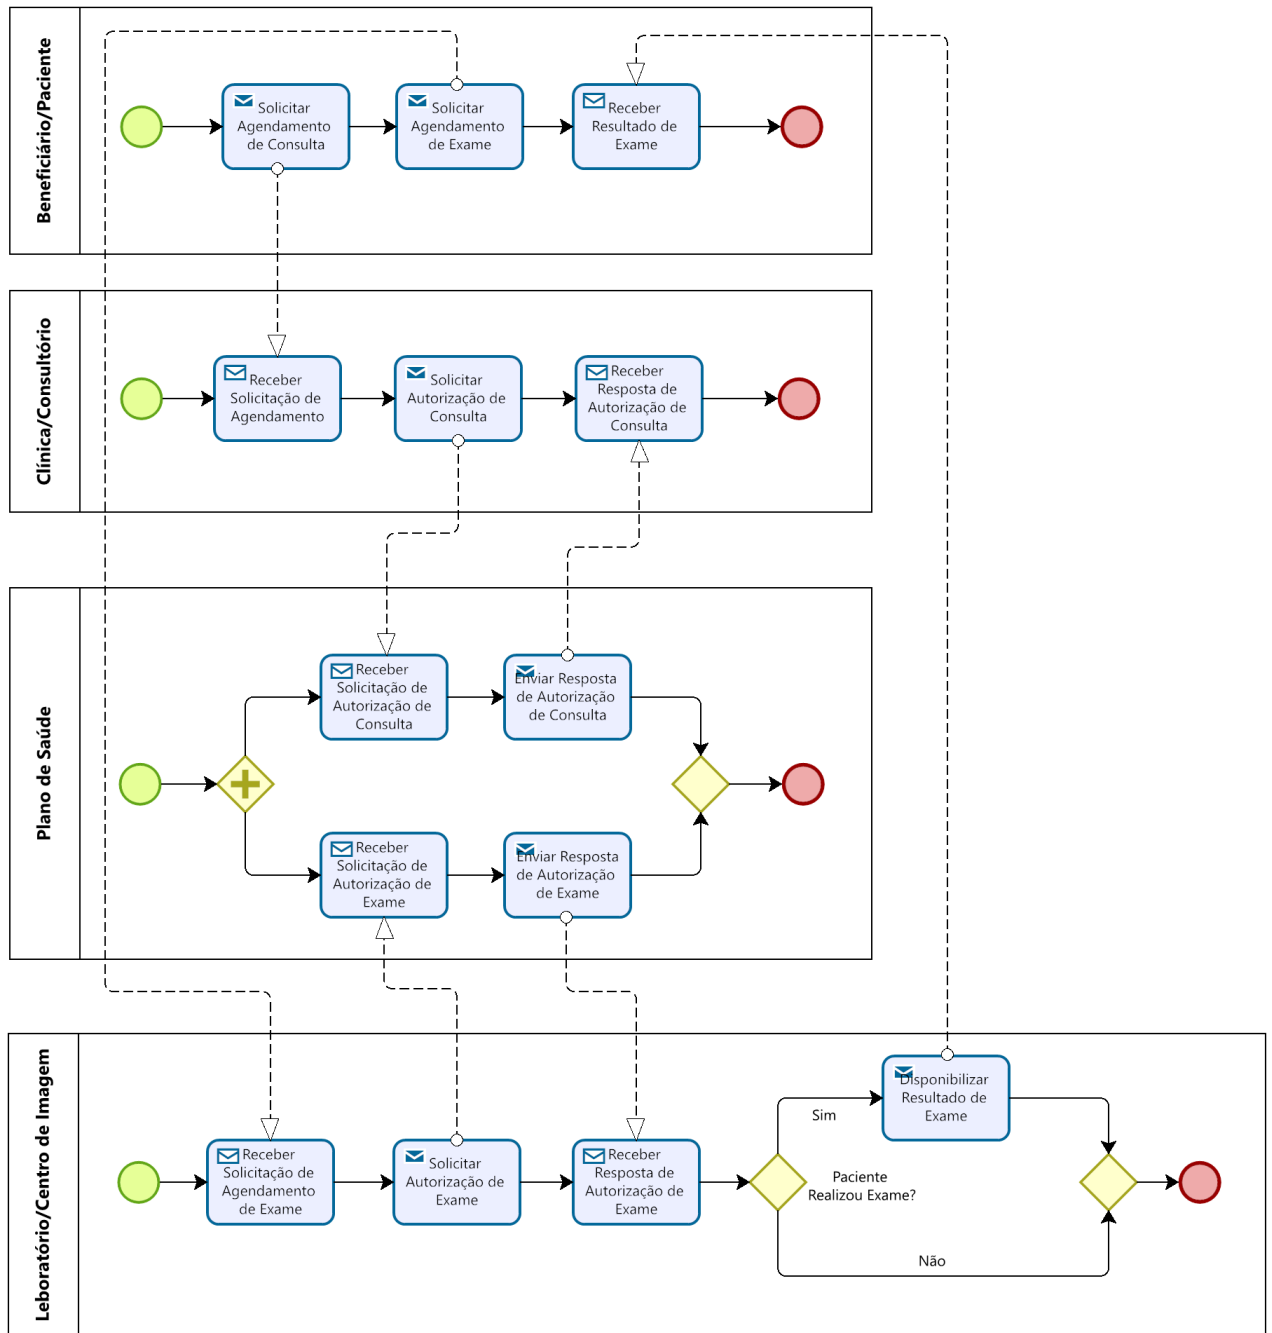 Beneficiário/Paciente
Solicitar
Agendamento
de Consulta
Solicitar
Agendamento
de Exame
Receber
Resultado de
Exame
Clínica/Consultório
Receber
Solicitação de
Agendamento
Solicitar
Autorização de
Consulta
Receber
Resposta de
Autorização de
Consulta
Plano de Saúde
Receber
Solicitação de
Autorização de
Consulta
Enviar Resposta
de Autorização
de Consulta
Receber
Solicitação de
Autorização de
Exame
Enviar Resposta
de Autorização
de Exame
Leboratório/Centro de Imagem
Receber
Solicitação de
Agendamento
de Exame
Solicitar
Autorização de
Exame
Receber
Resposta de
Autorização de
Exame
Paciente
Realizou Exame?
Sim
Disponibilizar
Resultado de
Exame
Não